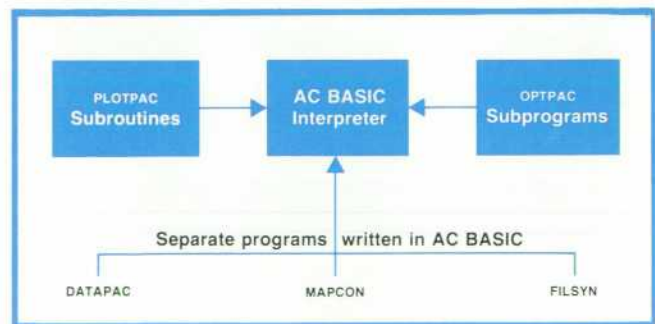 PLOTPAC
Subroutines
AC BASIC
Interpreter
OPTPAC
Subprograms
Separate programs written in AC BASIC
DATAPAC
MAPCON
FILSYN